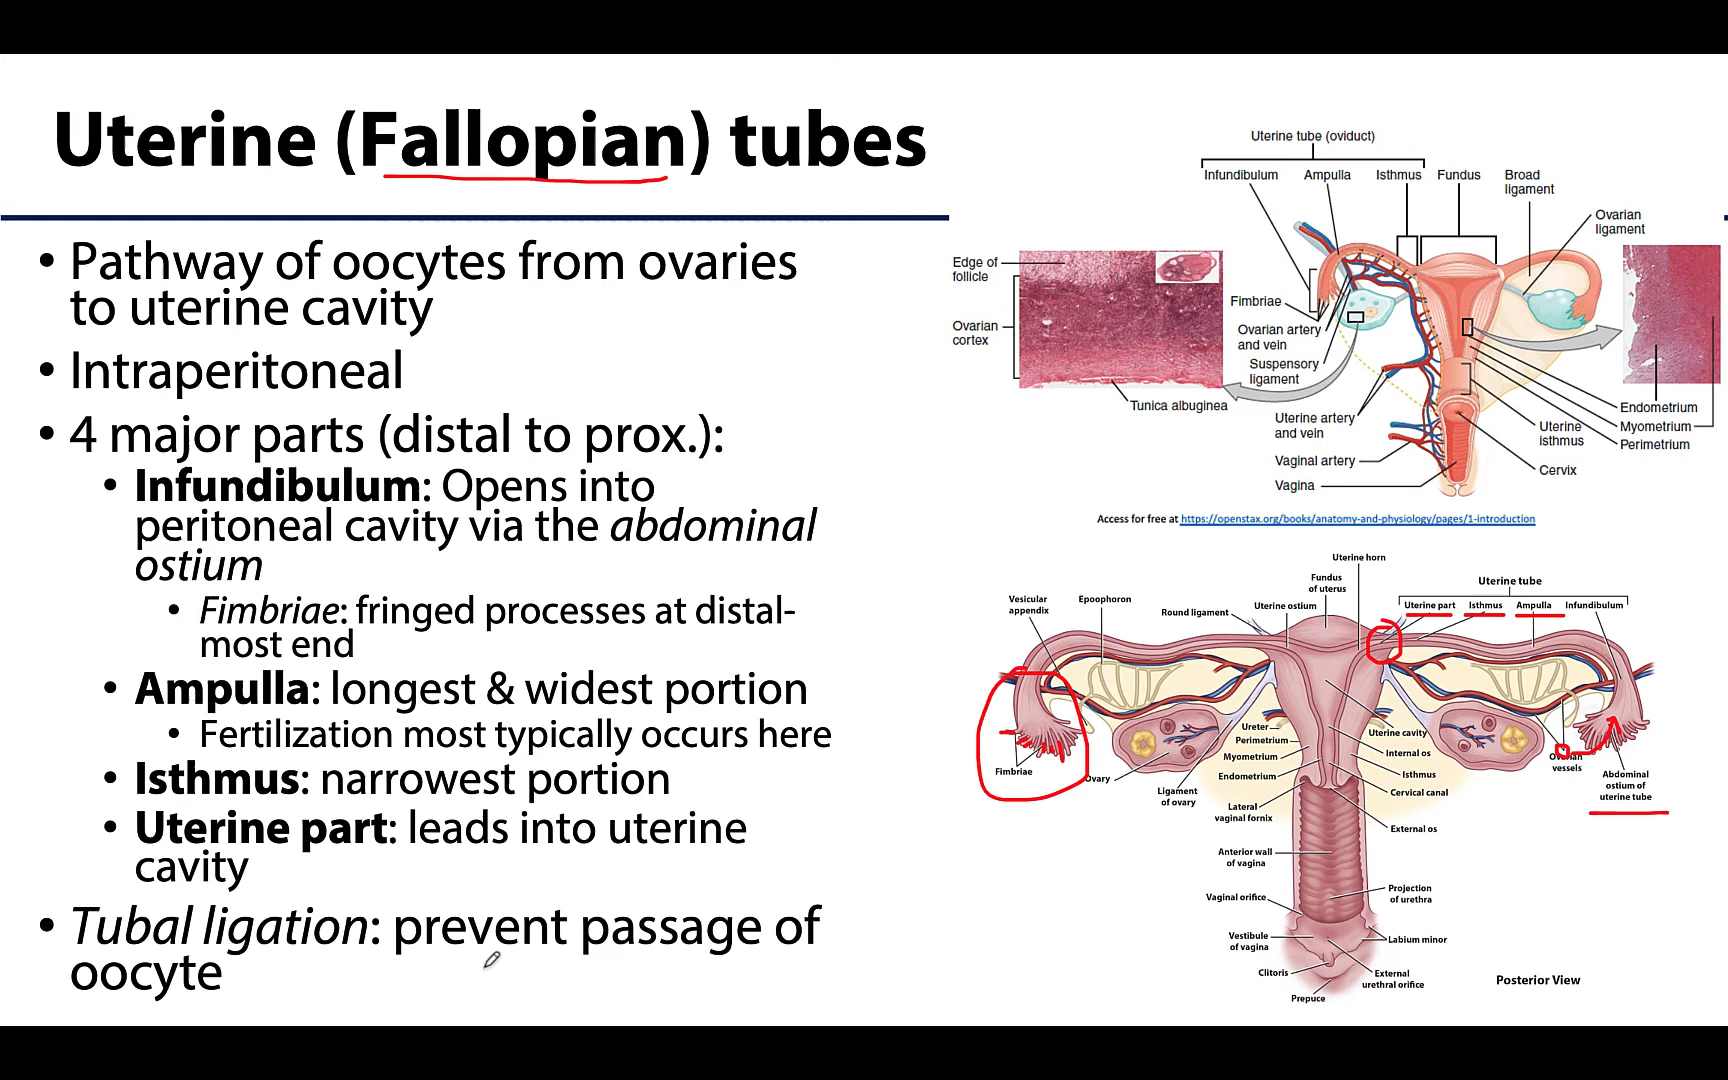 Uterine (Fallopian) tubes
• Pathway of oocytes from ovaries
to uterine cavity
• Intraperitoneal
• 4 major parts (distal to prox.):
• Infundibulum: Opens into
peritoneal cavity via the abdominal
ostium
• Fimbriae: fringed processes at distal-
most end
• Ampulla: longest & widest portion
• Fertilization most typically occurs here
• Isthmus: narrowest portion
• Uterine part: leads into uterine
cavity
• Tubal ligation: prevent passage of
oocyte
Uterine tube (oviduct)
Infundibulum
Ampulla
Isthmus
Fundus
Broad
ligament
Ovarian
ligament
Edge of
follicle
Ovarian
cortex
Fimbriae
Ovarian artery
and vein
Suspensory
ligament
Tunica albuginea
Uterine artery
and vein
Vaginal artery
Vagina
Endometrium
Myometrium
Perimetrium
Uterine
isthmus
Cervix
Access for free at https://openstax.org/books/anatomy-and-physiology/pages/1-introduction
Uterine horn
Fundus
of uterus
Uterine tube
Vesicular
appendix
Epoophoron
Round ligament
Uterine ostium
Uterine part
Isthmus
Ampulla
Infundibulum
Ureter
Perimetrium
Myometrium
Endometrium
Uterine cavity
Internal os
Isthmus
Cervical canal
Fimbriae
Ovary
Ligament
of ovary
Ovarian
vessels
Abdominal
ostium of
uterine tube
Lateral
vaginal fornix
External os
Anterior wall
of vagina
Vaginal orifice
Projection
of urethra
Vestibule
of vagina
Labium minor
Clitoris
External
urethral orifice
Prepuce
Posterior View